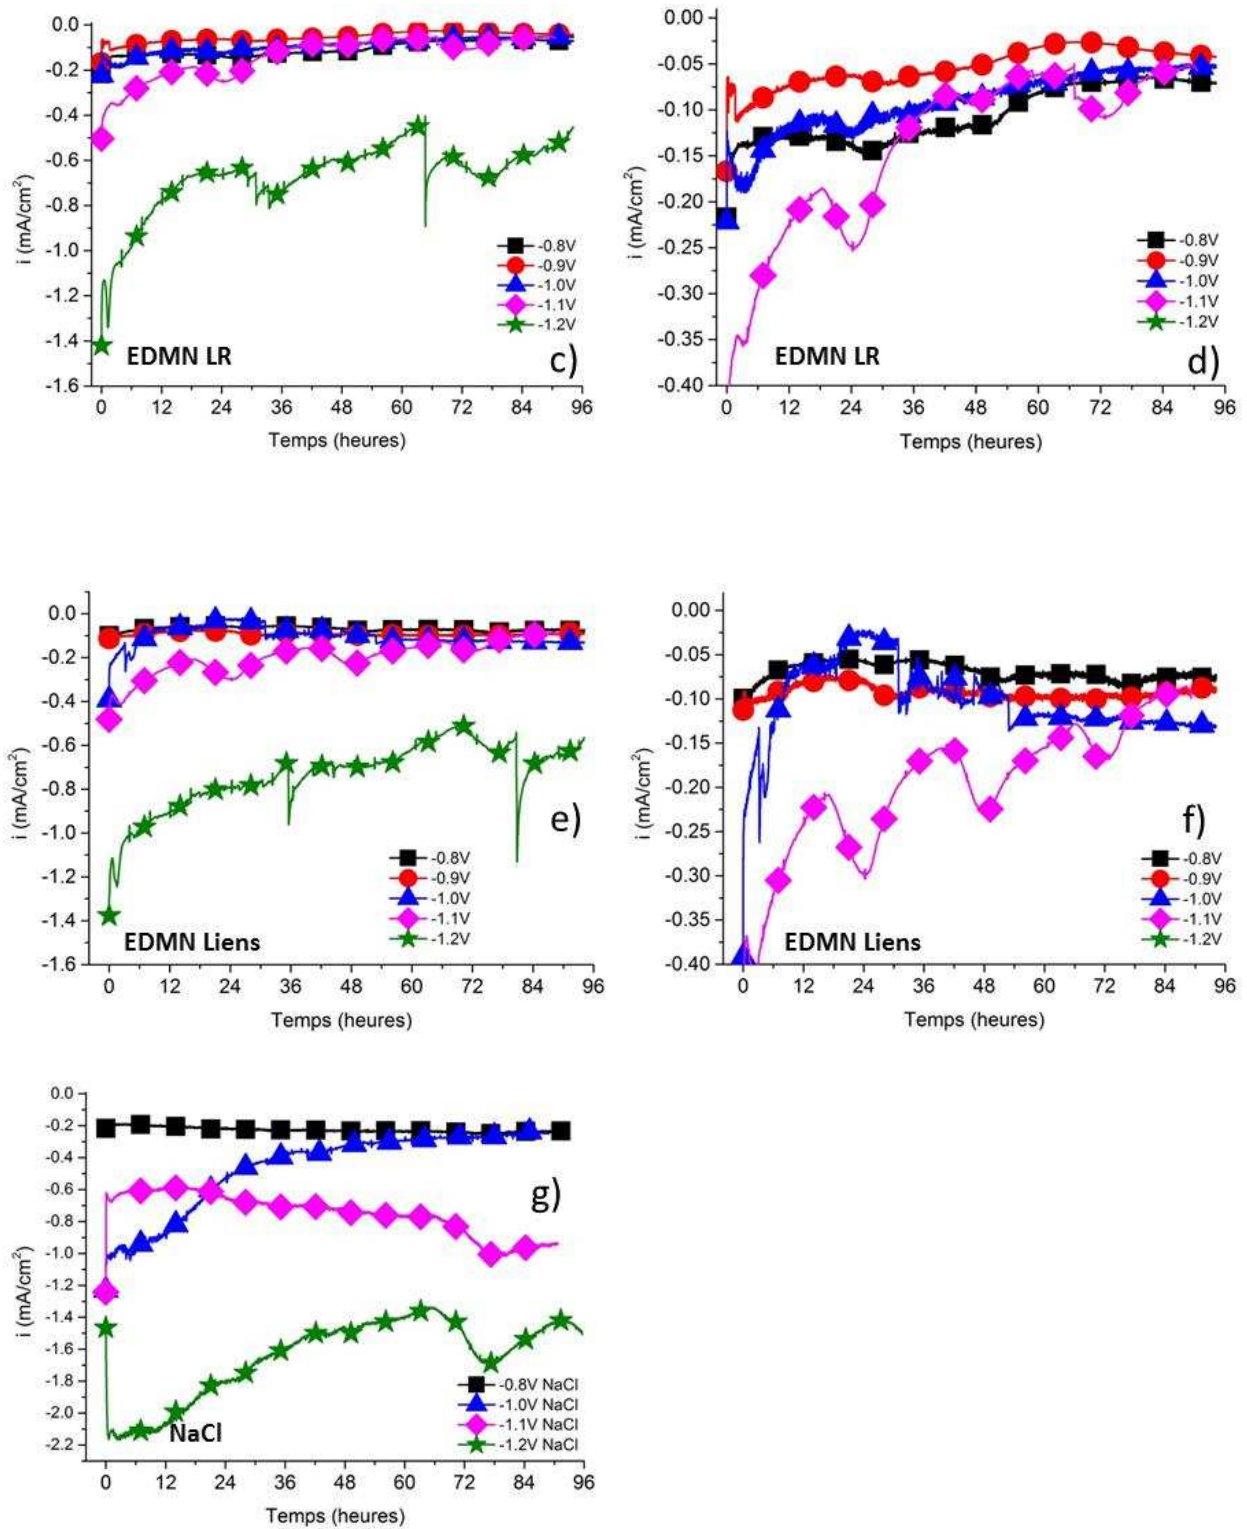 0.0
-0.2
-0.4
-0.6
-0.8
-1.0
-1.2
-1.4
-1.6
i (mA/cm²)
0 12 24 36 48 60 72 84 96
Temps (heures)
-0.8V
-0.9V
-1.0V
-1.1V
-1.2V
EDMN LR
c)
0.00
-0.05
-0.10
-0.15
-0.20
-0.25
-0.30
-0.35
-0.40
i (mA/cm²)
0 12 24 36 48 60 72 84 96
Temps (heures)
-0.8V
-0.9V
-1.0V
-1.1V
-1.2V
EDMN LR
d)
0.0
-0.2
-0.4
-0.6
-0.8
-1.0
-1.2
-1.4
-1.6
i (mA/cm²)
0 12 24 36 48 60 72 84 96
Temps (heures)
e)
-0.8V
-0.9V
-1.0V
-1.1V
-1.2V
EDMN Liens
0.00
-0.05
-0.10
-0.15
-0.20
-0.25
-0.30
-0.35
-0.40
i (mA/cm²)
0 12 24 36 48 60 72 84 96
Temps (heures)
f)
-0.8V
-0.9V
-1.0V
-1.1V
-1.2V
EDMN Liens
0.0
-0.2
-0.4
-0.6
-0.8
-1.0
-1.2
-1.4
-1.6
-1.8
-2.0
-2.2
i (mA/cm²)
0 12 24 36 48 60 72 84 96
Temps (heures)
g)
-0.8V NaCl
-1.0V NaCl
-1.1V NaCl
-1.2V NaCl
NaCl